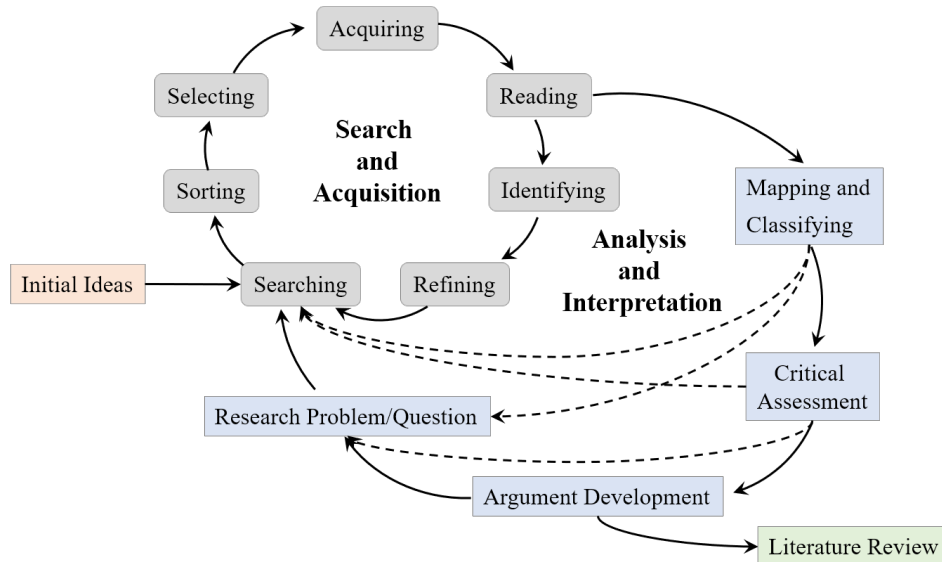 Acquiring
Selecting
Reading
Search
and
Acquisition
Sorting
Identifying
Mapping and
Classifying
Analysis
and
Interpretation
Initial Ideas
Searching
Refining
Critical
Assessment
Research Problem/Question
Argument Development
Literature Review